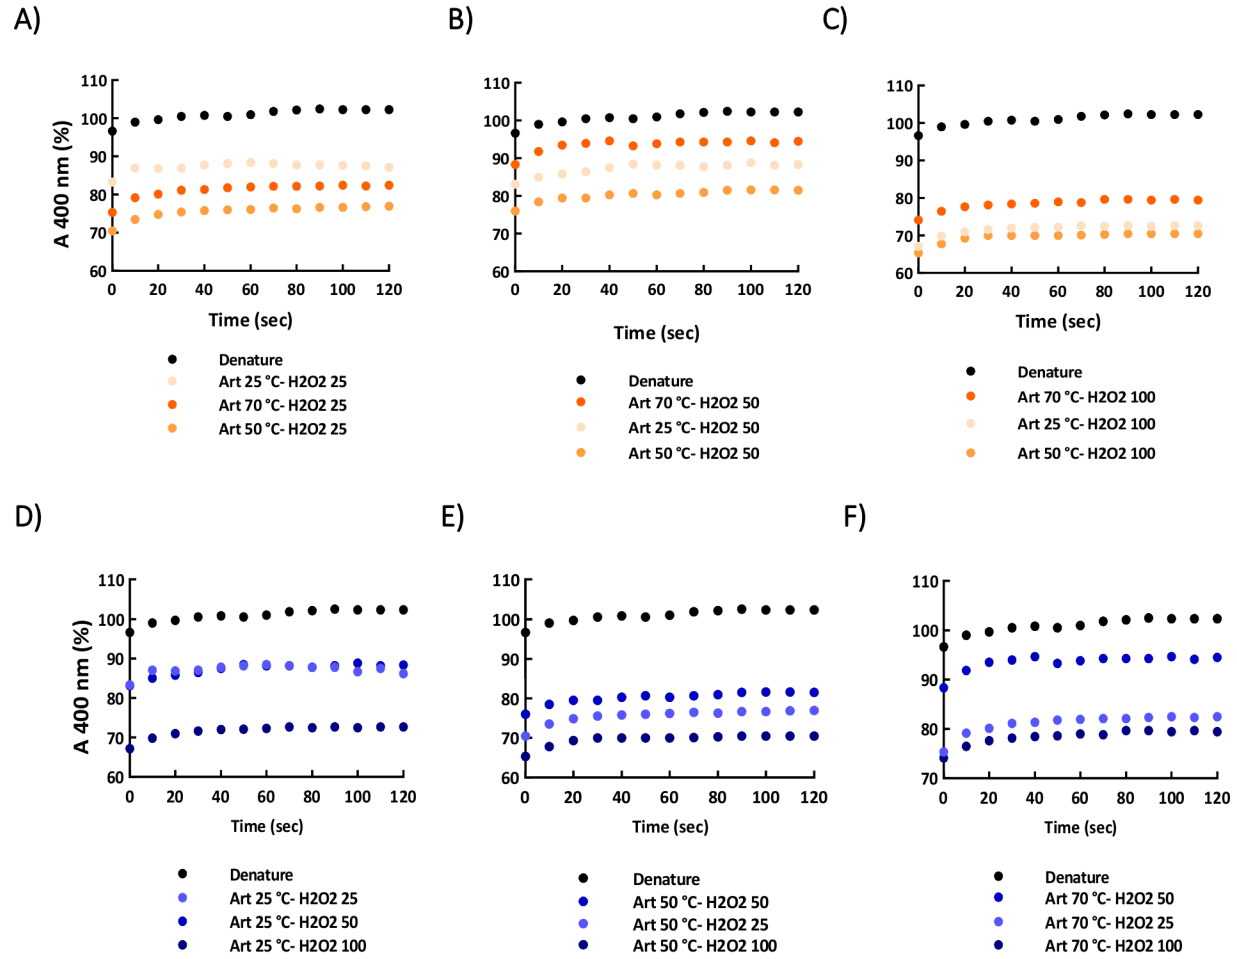 A)
B)
C)
110
100
90
80
70
60
A 400 nm (%)
0 20 40 60 80 100 120
Time (sec)
Denature
Art 25 °C- H2O2 25
Art 70 °C- H2O2 25
Art 50 °C- H2O2 25
110
100
90
80
70
60
0 20 40 60 80 100 120
Time (sec)
Denature
Art 70 °C- H2O2 50
Art 25 °C- H2O2 50
Art 50 °C- H2O2 50
110
100
90
80
70
60
0 20 40 60 80 100 120
Time (sec)
Denature
Art 70 °C- H2O2 100
Art 25 °C- H2O2 100
Art 50 °C- H2O2 100
D)
E)
F)
110
100
90
80
70
60
A 400 nm (%)
0 20 40 60 80 100 120
Time (sec)
Denature
Art 25 °C- H2O2 25
Art 25 °C- H2O2 50
Art 25 °C- H2O2 100
110
100
90
80
70
60
0 20 40 60 80 100 120
Time (sec)
Denature
Art 50 °C- H2O2 50
Art 50 °C- H2O2 25
Art 50 °C- H2O2 100
110
100
90
80
70
0 20 40 60 80 100 120
Time (sec)
Denature
Art 70 °C- H2O2 50
Art 70 °C- H2O2 25
Art 70 °C- H2O2 100